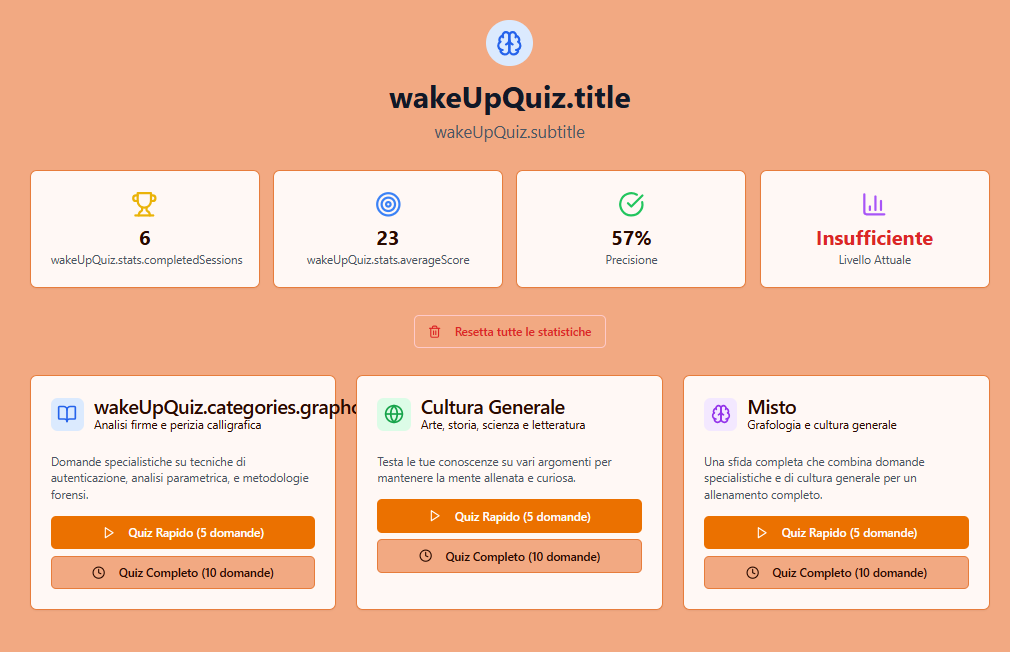 wakeUpQuiz.title
wakeUpQuiz.subtitle
6
wakeUpQuiz.stats.completedSessions
23
wakeUpQuiz.stats.averageScore
57%
Precisione
Insufficiente
Livello Attuale
Resetta tutte le statistiche
wakeUpQuiz.categories.grapho
Analisi firme e perizia calligrafica
Domande specialistiche su tecniche di
autenticazione, analisi parametrica, e metodologie
forensi.
Quiz Rapido (5 domande)
Quiz Completo (10 domande)
Cultura Generale
Arte, storia, scienza e letteratura
Testa le tue conoscenze su vari argomenti per
mantenere la mente allenata e curiosa.
Quiz Rapido (5 domande)
Quiz Completo (10 domande)
Misto
Grafologia e cultura generale
Una sfida completa che combina domande
specialistiche e di cultura generale per un
allenamento completo.
Quiz Rapido (5 domande)
Quiz Completo (10 domande)